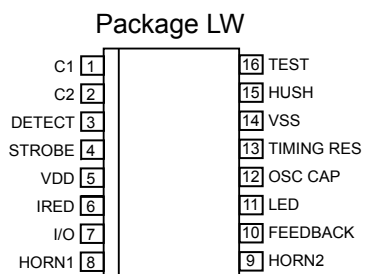 Package LW
C1 1 16 TEST
C2 2 15 HUSH
DETECT 3 14 VSS
STROBE 4 13 TIMING RES
VDD 5 12 OSC CAP
IRED 6 11 LED
I/O 7 10 FEEDBACK
HORN1 8 9 HORN2